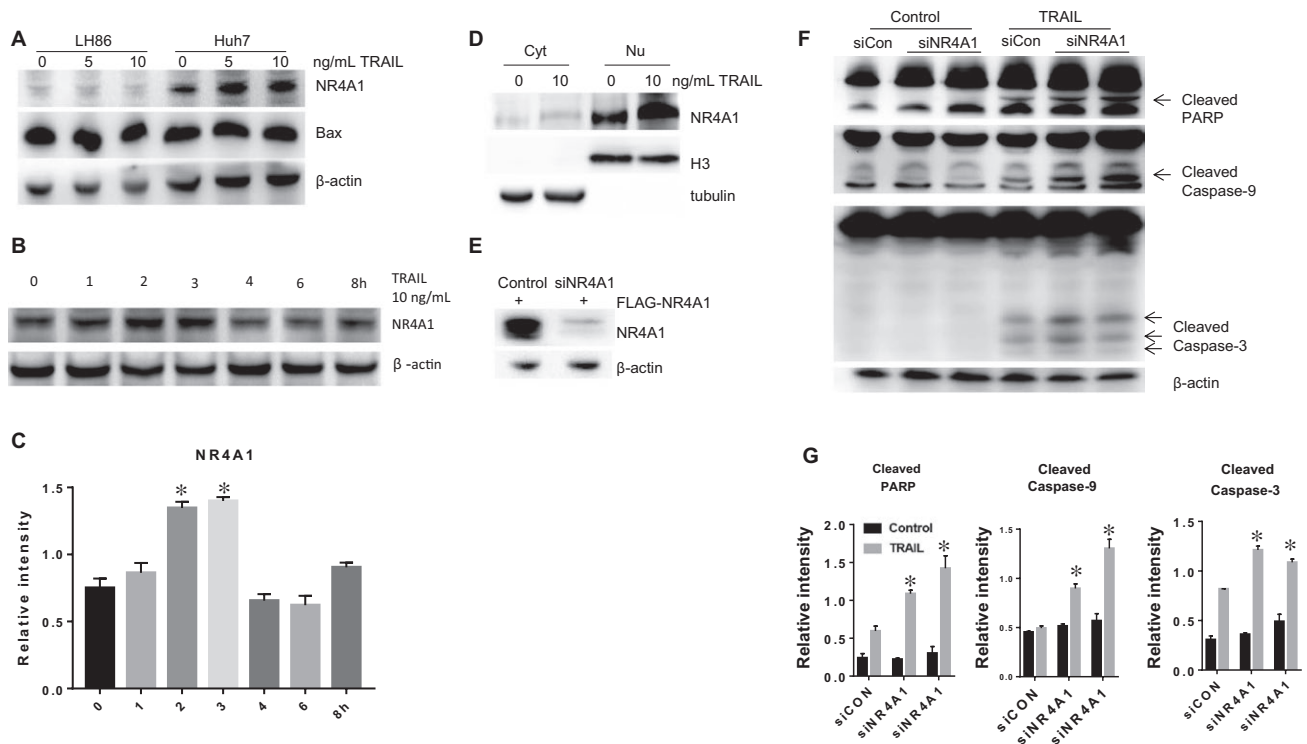 A
LH86 Huh7
0 5 10 0 5 10 ng/mL TRAIL
NR4A1
Bax
β-actin
B
0 1 2 3 4 6 8h TRAIL
10 ng/mL
NR4A1
β -actin
C
NR4A1
Relative intensity
1.5
1.0
0.5
0.0
0 1 2 3 4 6 8h
* *
D
Cyt Nu
0 10 0 10 ng/mL TRAIL
NR4A1
H3
tubulin
E
Control siNR4A1
+ + FLAG-NR4A1
NR4A1
β-actin
F
Control TRAIL
siCon siNR4A1 siCon siNR4A1
Cleaved
PARP
Cleaved
Caspase-9
Cleaved
Caspase-3
β-actin
G
Cleaved
PARP
Relative intensity
2.0
1.5
1.0
0.5
0.0
Control
TRAIL
* *
siCON siNR4A1 siNR4A1
Cleaved
Caspase-9
Relative intensity
1.5
1.0
0.5
0.0
* *
siCON siNR4A1 siNR4A1
Cleaved
Caspase-3
Relative intensity
1.5
1.0
0.5
0.0
* *
siCON siNR4A1 siNR4A1